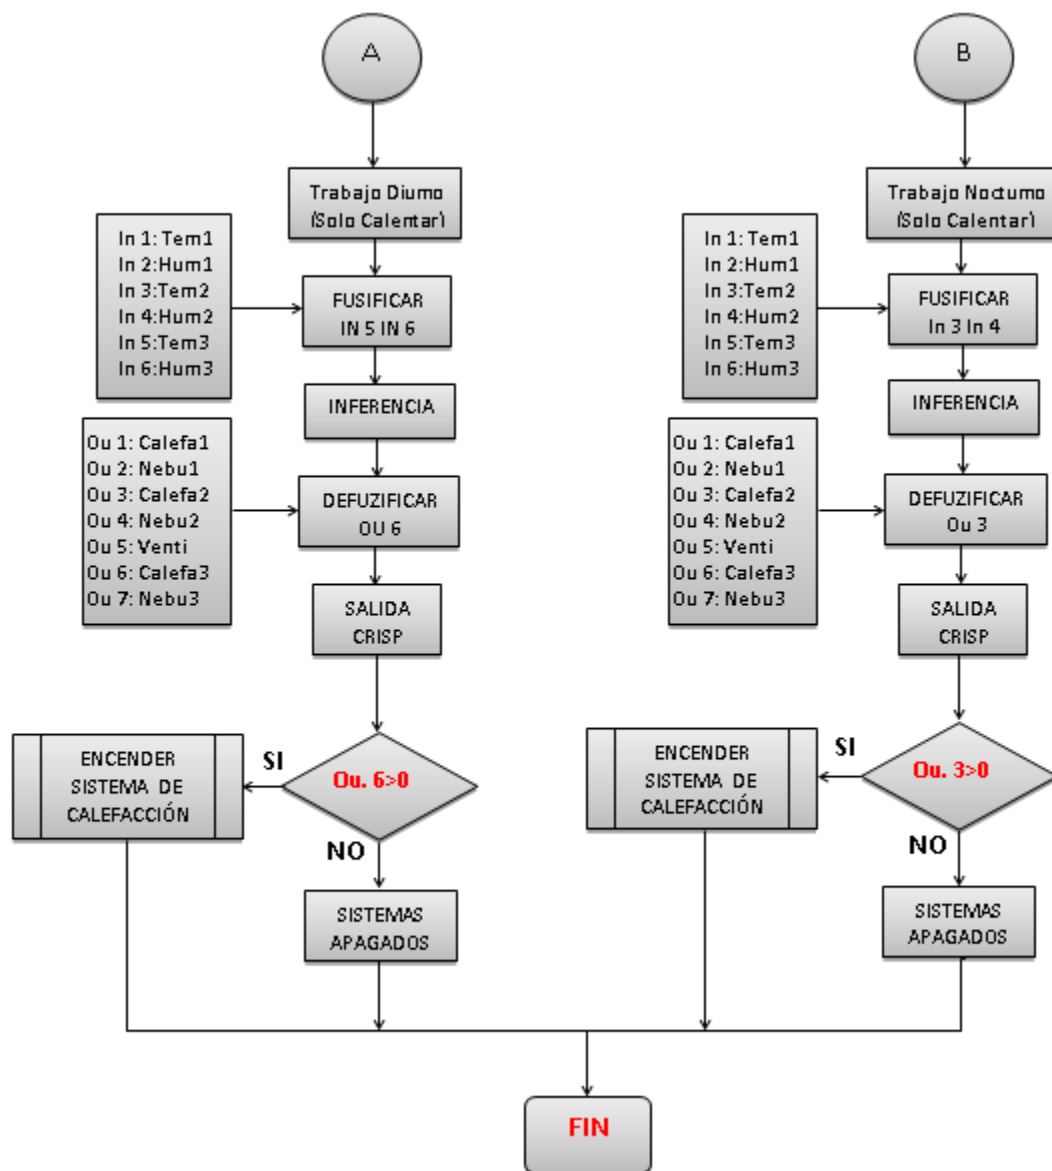 A
Trabajo Diumo
(Solo Calentar)
In 1: Tem1
In 2:Hum1
In 3:Tem2
In 4:Hum2
In 5:Tem3
In 6:Hum3
FUSIFICAR
IN 5 IN 6
INFERENCIA
Ou 1: Calefa1
Ou 2: Nebu1
Ou 3: Calefa2
Ou 4: Nebu2
Ou 5: Venti
Ou 6: Calefa3
Ou 7: Nebu3
DEFUZIFICAR
OU 6
SALIDA
CRISP
Ou. 6>0
SI
ENCENDER
SISTEMA DE
CALEFACCIÓN
NO
SISTEMAS
APAGADOS
B
Trabajo Noctumo
(Solo Calentar)
In 1: Tem1
In 2:Hum1
In 3:Tem2
In 4:Hum2
In 5:Tem3
In 6:Hum3
FUSIFICAR
In 3 In 4
INFERENCIA
Ou 1: Calefa1
Ou 2: Nebu1
Ou 3: Calefa2
Ou 4: Nebu2
Ou 5: Venti
Ou 6: Calefa3
Ou 7: Nebu3
DEFUZIFICAR
Ou 3
SALIDA
CRISP
Ou. 3>0
SI
ENCENDER
SISTEMA DE
CALEFACCIÓN
NO
SISTEMAS
APAGADOS
FIN